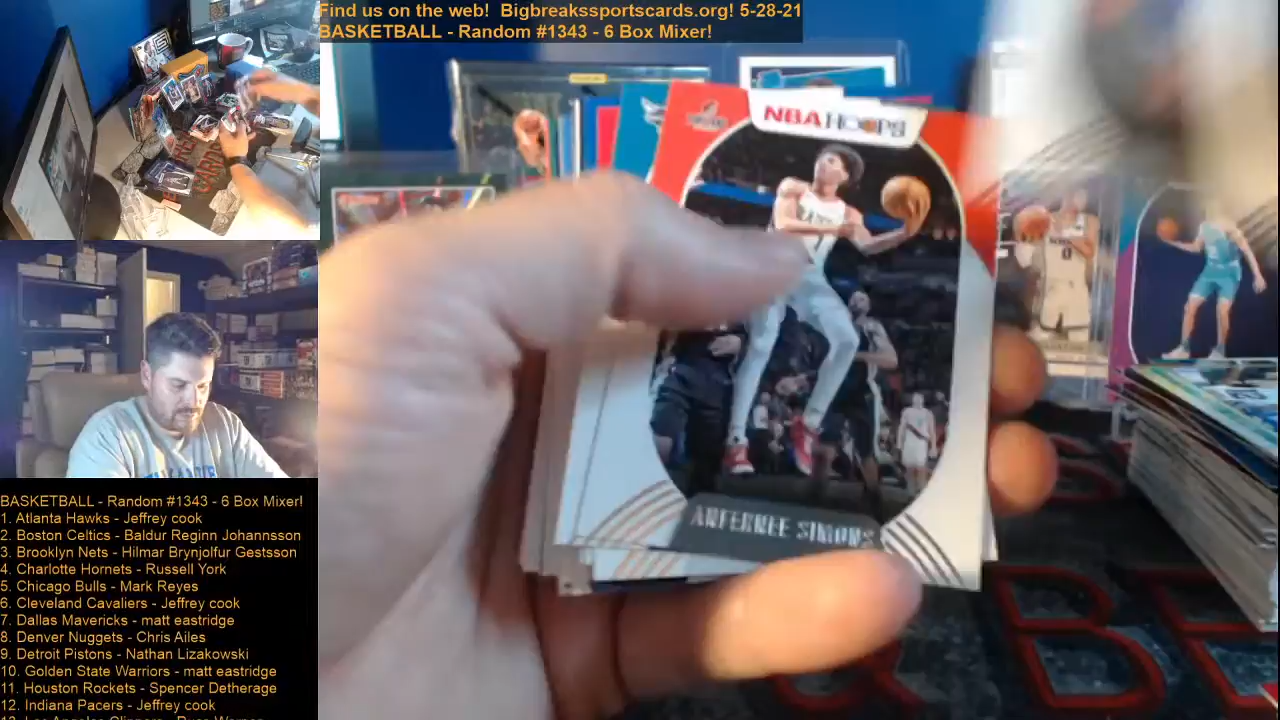 Find us on the web! Bigbreakssportscards.org! 5-28-21
BASKETBALL - Random #1343 - 6 Box Mixer!
NBA HOOPS
ANFERNEE SIMONS
BASKETBALL - Random #1343 - 6 Box Mixer!
1. Atlanta Hawks - Jeffrey cook
2. Boston Celtics - Baldur Reginn Johannsson
3. Brooklyn Nets - Hilmar Brynjolfur Gestsson
4. Charlotte Hornets - Russell York
5. Chicago Bulls - Mark Reyes
6. Cleveland Cavaliers - Jeffrey cook
7. Dallas Mavericks - matt eastridge
8. Denver Nuggets - Chris Ailes
9. Detroit Pistons - Nathan Lizakowski
10. Golden State Warriors - matt eastridge
11. Houston Rockets - Spencer Detherage
12. Indiana Pacers - Jeffrey cook